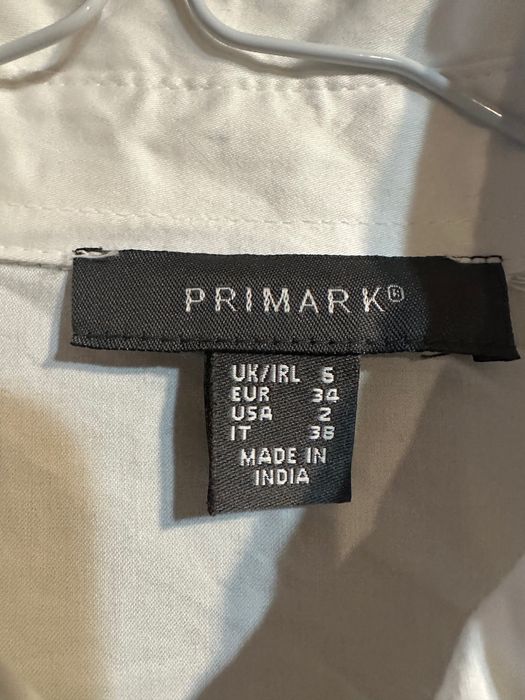 PRIMARK®
UK/IRL 6
EUR 34
USA 2
IT 38
MADE IN
INDIA